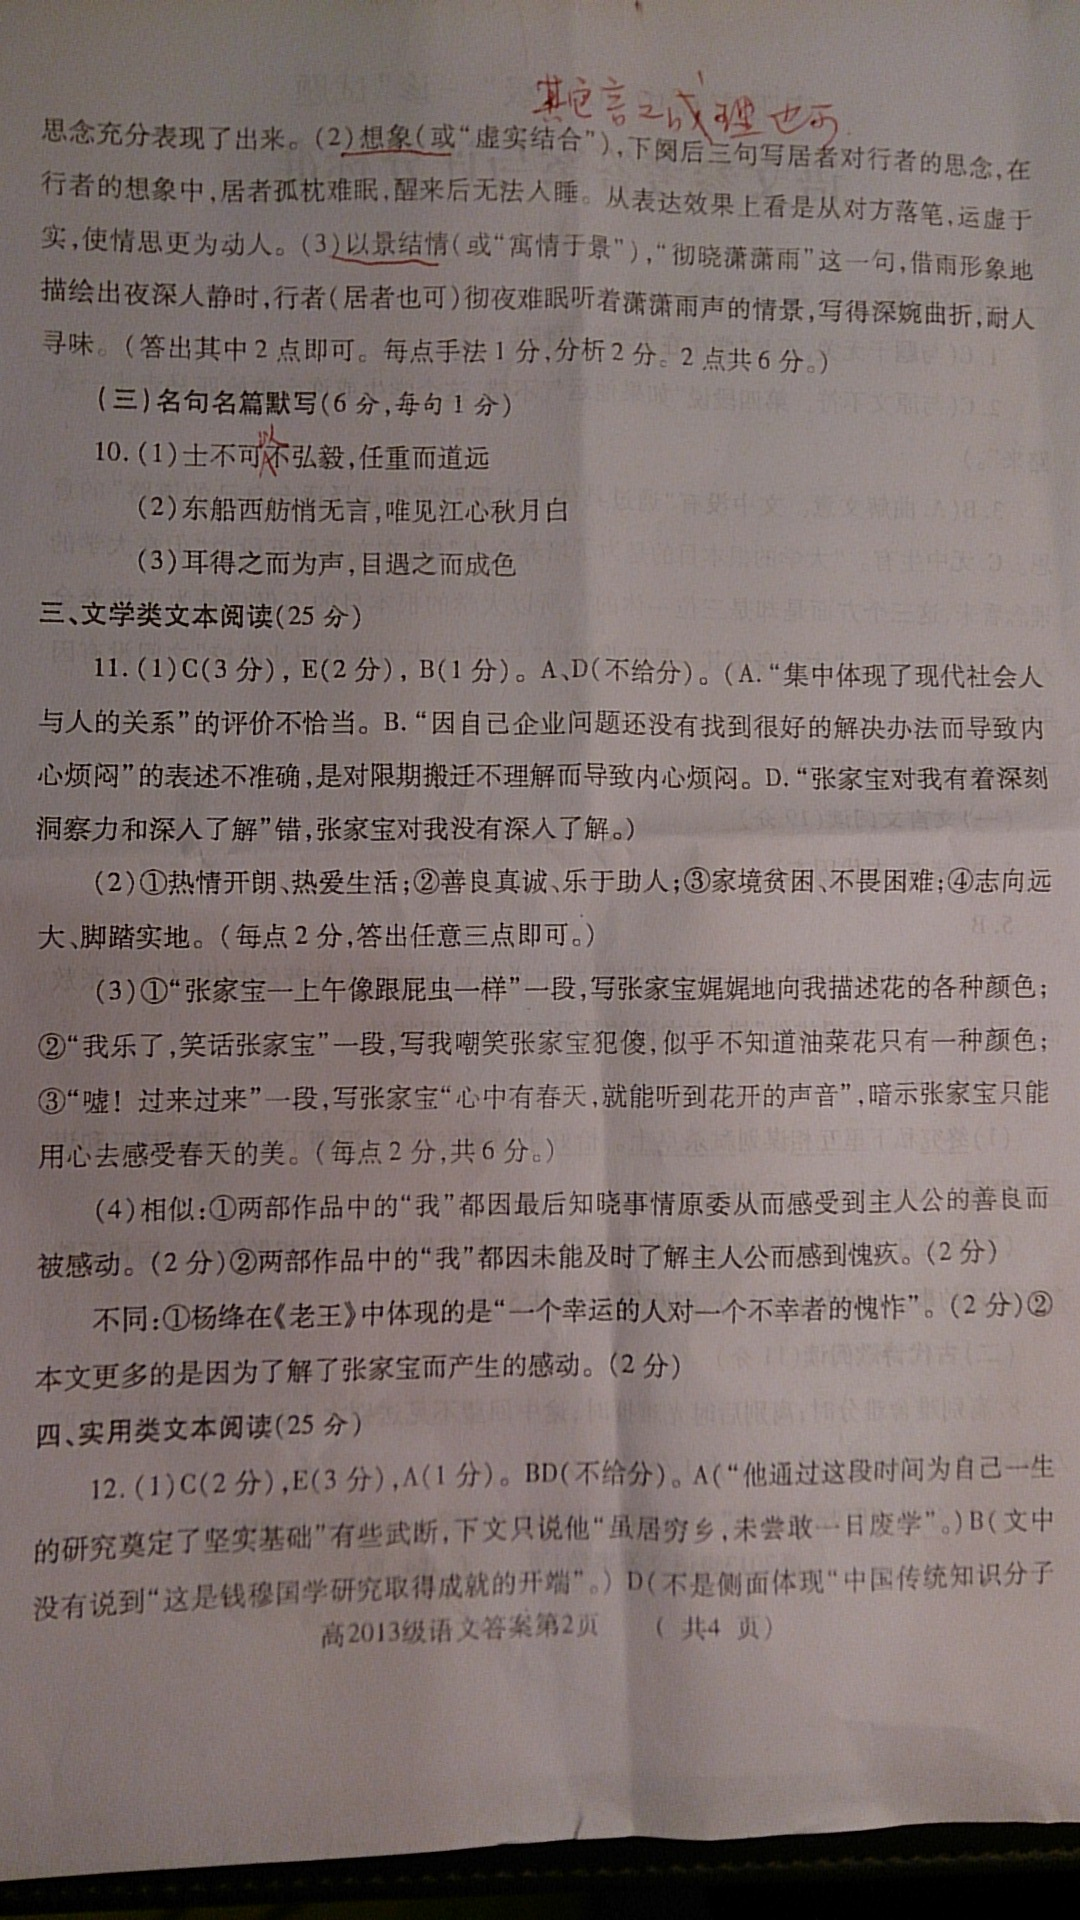 其它言之成理也可
思念充分表现了出来。(2)想象(或“虚实结合”),下阕后三句写居者对行者的思念,在
行者的想象中,居者孤枕难眠,醒来后无法入睡。从表达效果上看是从对方落笔,运虚于
实,使情思更为动人。(3)以景结情(或“寓情于景”),“彻晓潇潇雨”这一句,借雨形象地
描绘出夜深人静时,行者(居者也可)彻夜难眠听着潇潇雨声的情景,写得深婉曲折,耐人
寻味。(答出其中2点即可。每点手法1分,分析2分。2点共6分。)
(三)名句名篇默写(6分,每句1分)
10.(1)士不可以不弘毅,任重而道远
(2)东船西舫悄无言,唯见江心秋月白
(3)耳得之而为声,目遇之而成色
三、文学类文本阅读(25分)
11.(1)C(3分),E(2分),B(1分)。A、D(不给分)。(A.“集中体现了现代社会人
与人的关系”的评价不恰当。B.“因自己企业问题还没有找到很好的解决办法而导致内
心烦闷”的表述不准确,是对限期搬迁不理解而导致内心烦闷。D.“张家宝对我有着深刻
洞察力和深入了解”错,张家宝对我没有深入了解。)
(2)①热情开朗、热爱生活;②善良真诚、乐于助人;③家境贫困、不畏困难;④志向远
大、脚踏实地。(每点2分,答出任意三点即可。)
(3)①“张家宝一上午像跟屁虫一样”一段,写张家宝娓娓地向我描述花的各种颜色;
②“我乐了,笑话张家宝”一段,写我嘲笑张家宝犯傻,似乎不知道油菜花只有一种颜色;
③“嘘!过来过来”一段,写张家宝“心中有春天,就能听到花开的声音”,暗示张家宝只能
用心去感受春天的美。(每点2分,共6分。)
(4)相似:①两部作品中的“我”都因最后知晓事情原委从而感受到主人公的善良而
被感动。(2分)②两部作品中的“我”都因未能及时了解主人公而感到愧疚。(2分)
不同:①杨绛在《老王》中体现的是“一个幸运的人对一个不幸者的愧怍”。(2分)②
本文更多的是因为了解了张家宝而产生的感动。(2分)
四、实用类文本阅读(25分)
12.(1)C(2分),E(3分),A(1分)。BD(不给分)。A(“他通过这段时间为自己一生
的研究奠定了坚实基础”有些武断,下文只说他“虽居穷乡,未尝敢一日废学”。)B(文中
没有说到“这是钱穆国学研究取得成就的开端”。)D(不是侧面体现“中国传统知识分子
高2013级语文答案第2页 (共4 页)